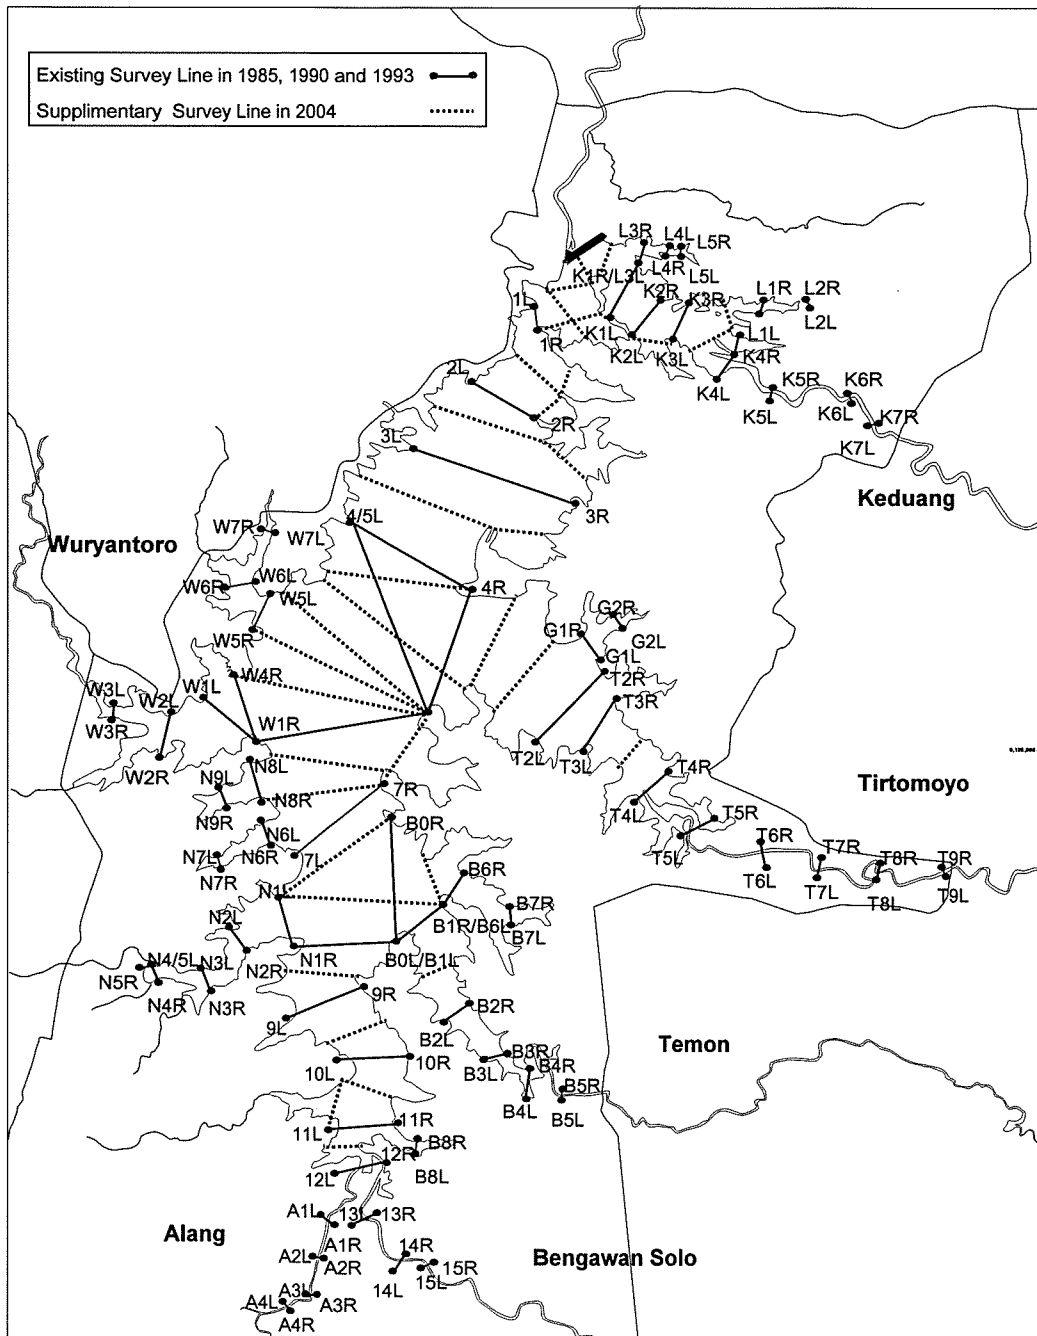 Existing Survey Line in 1985, 1990 and 1993
Supplimentary Survey Line in 2004
L3R
L4L
L5R
K1R/L3L
L4R
L5L
K2R
K3R
L1R
L2R
1L
1R
K1L
K2L
K3L
L1L
L2L
K4R
2L
K4L
K5R
K6R
K5L
K6L
K7R
2R
3L
K7L
Keduang
3R
4/5L
W7R
W7L
Wuryantoro
W6R
W6L
W5L
4R
G2R
G1R
G2L
W5R
G1L
T2R
W4R
W3L
W2L
W1L
T3R
W3R
W1R
T2L
T3L
W2R
N8L
T4R
N9L
7R
Tirtomoyo
N8R
N9R
B0R
T4L
T5R
N6L
T5L
T6R
N7L
N6R
7L
T7R
T8R
T9R
N7R
B6R
T6L
T7L
T8L
T9L
N1L
B7R
N2L
B1R/B6L
B7L
N4/5L
N3L
N1R
B0L/B1L
N5R
N2R
N4R
N3R
9R
B2R
9L
B2L
Temon
10L
10R
B3R
B3L
B4R
B5R
B4L
B5L
11R
11L
12R
B8R
12L
B8L
A1L
13L
13R
Alang
A1R
14R
A2L
A2R
15R
Bengawan Solo
14L
15L
A3L
A4L
A3R
A4R